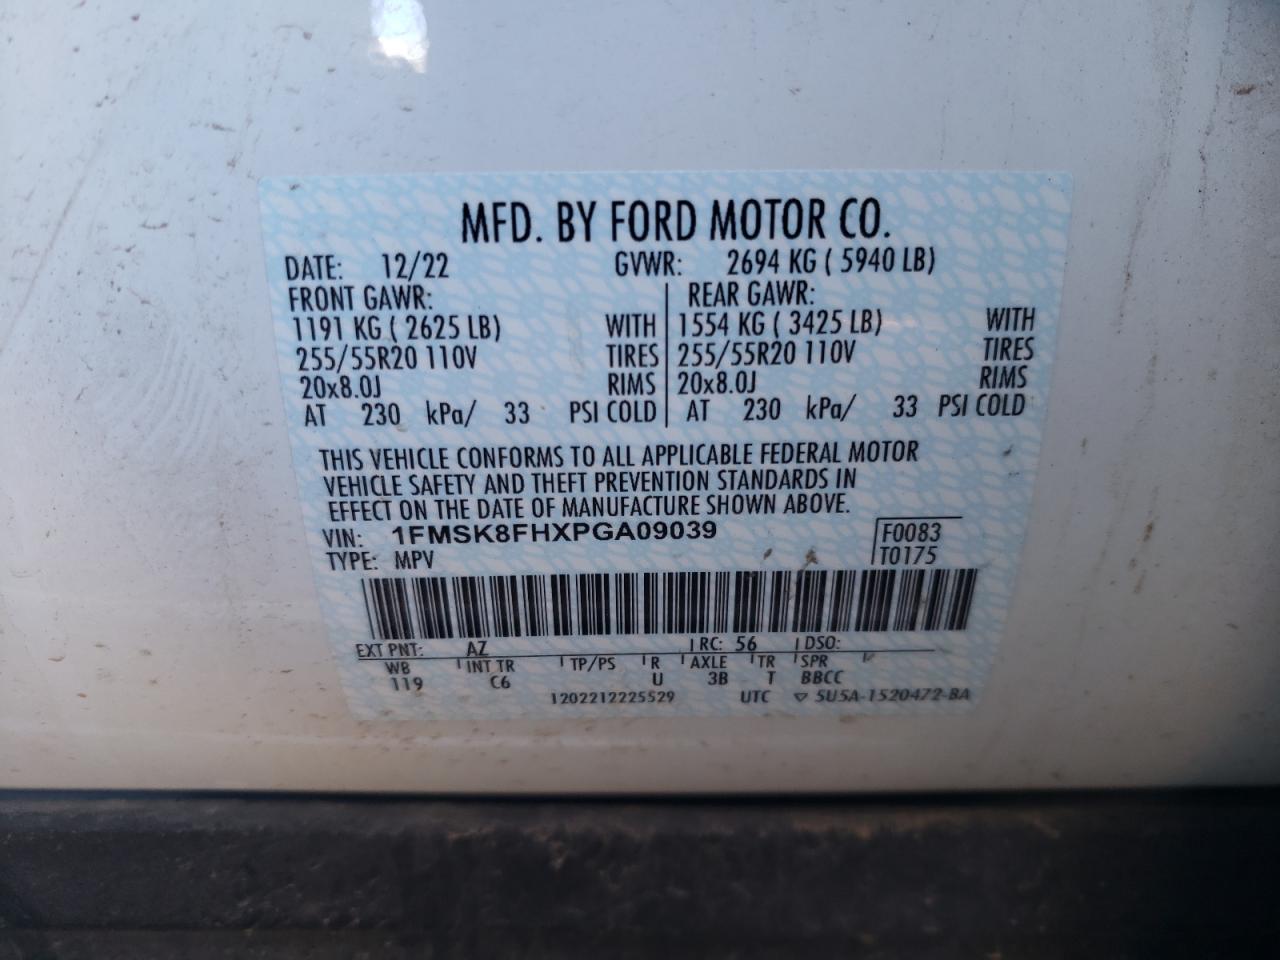 MFD. BY FORD MOTOR CO.
DATE: 12/22 GVWR: 2694 KG ( 5940 LB)
FRONT GAWR: REAR GAWR:
1191 KG ( 2625 LB) WITH 1554 KG ( 3425 LB) WITH
255/55R20 110V TIRES 255/55R20 110V TIRES
20x8.0J RIMS 20x8.0J RIMS
AT 230 kPa/ 33 PSI COLD AT 230 kPa/ 33 PSI COLD
THIS VEHICLE CONFORMS TO ALL APPLICABLE FEDERAL MOTOR
VEHICLE SAFETY AND THEFT PREVENTION STANDARDS IN
EFFECT ON THE DATE OF MANUFACTURE SHOWN ABOVE.
VIN: 1FMSK8FHXPGA09039 F0083
TYPE: MPV T0175
EXT PNT: AZ RC: 56 DSO:
WB INT TR TP/PS R AXLE TR SPR
119 C6 U 3B T BBCC
1202212225529 UTC ▽ 5U5A-1520472-BA